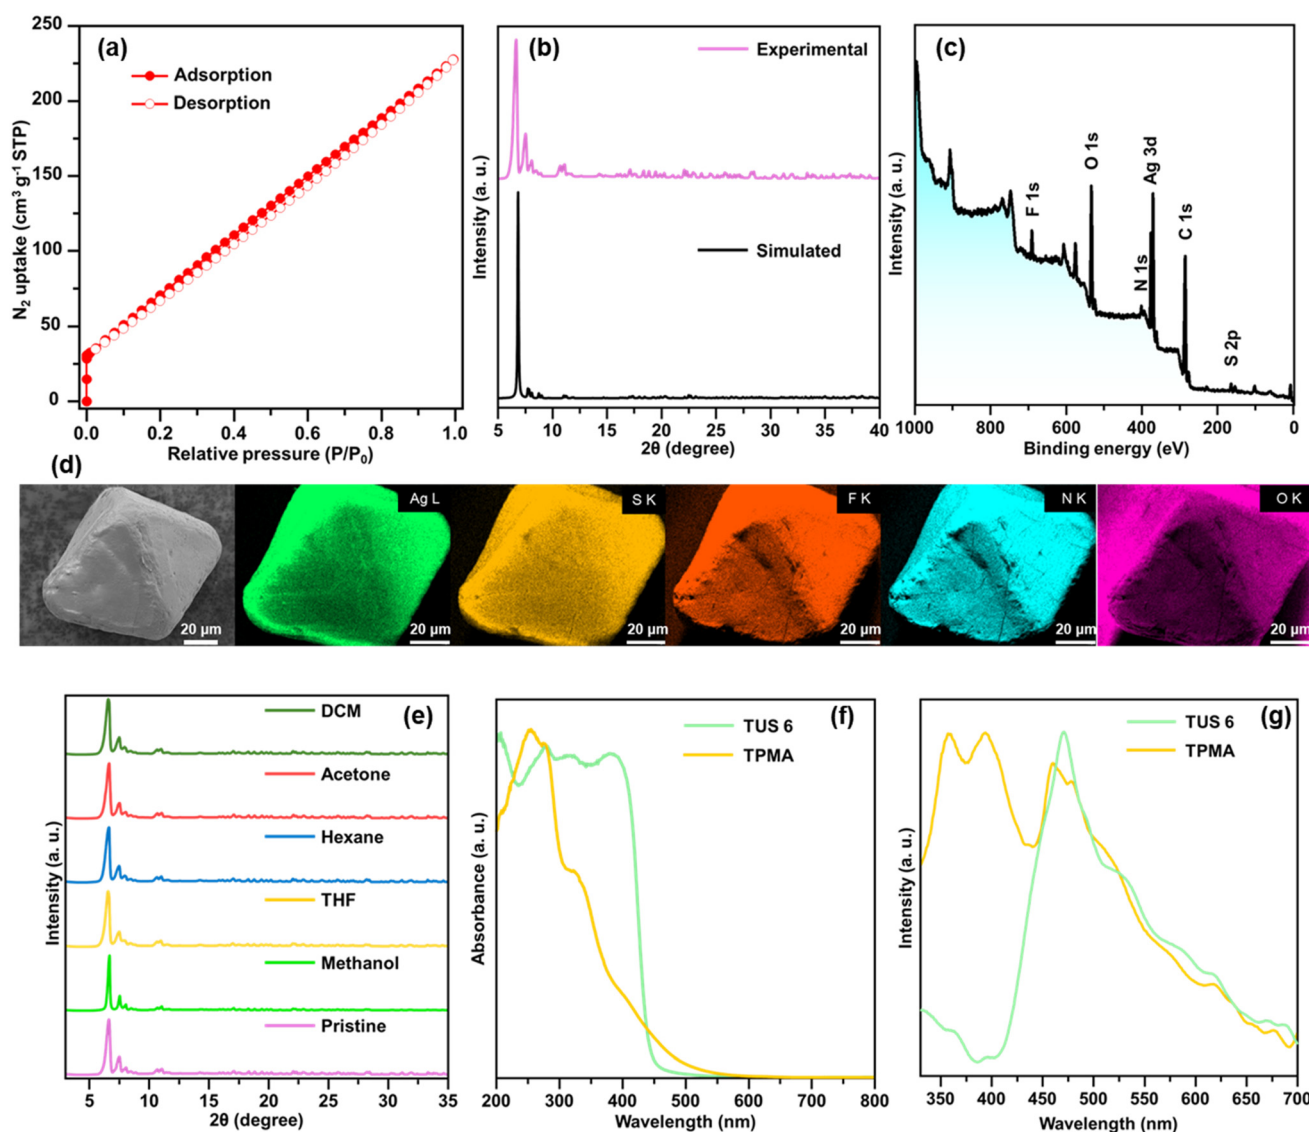 (a)
Adsorption
Desorption
N2 uptake (cm3 g-1 STP)
250
200
150
100
50
0
0.0 0.2 0.4 0.6 0.8 1.0
Relative pressure (P/P0)
(b)
Experimental
Simulated
Intensity (a. u.)
5 10 15 20 25 30 35 40
2θ (degree)
(c)
F 1s
O 1s
N 1s
Ag 3d
C 1s
S 2p
Intensity (a. u.)
1000 800 600 400 200 0
Binding energy (eV)
(d)
20 µm
Ag L
20 µm
S K
20 µm
F K
20 µm
N K
20 µm
O K
20 µm
(e)
DCM
Acetone
Hexane
THF
Methanol
Pristine
Intensity (a. u.)
5 10 15 20 25 30 35
2θ (degree)
(f)
TUS 6
TPMA
Absorbance (a. u.)
200 300 400 500 600 700 800
Wavelength (nm)
(g)
TUS 6
TPMA
Intensity (a. u.)
350 400 450 500 550 600 650 700
Wavelength (nm)